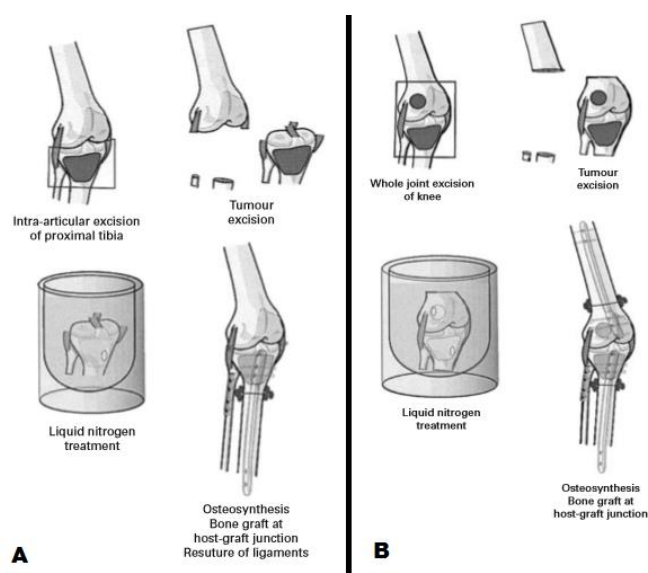 Intra-articular excision
of proximal tibia
Tumour
excision
Liquid nitrogen
treatment
Osteosynthesis
Bone graft at
host-graft junction
Resuture of ligaments
A
Whole joint excision
of knee
Tumour
excision
Liquid nitrogen
treatment
Osteosynthesis
Bone graft at
host-graft junction
B